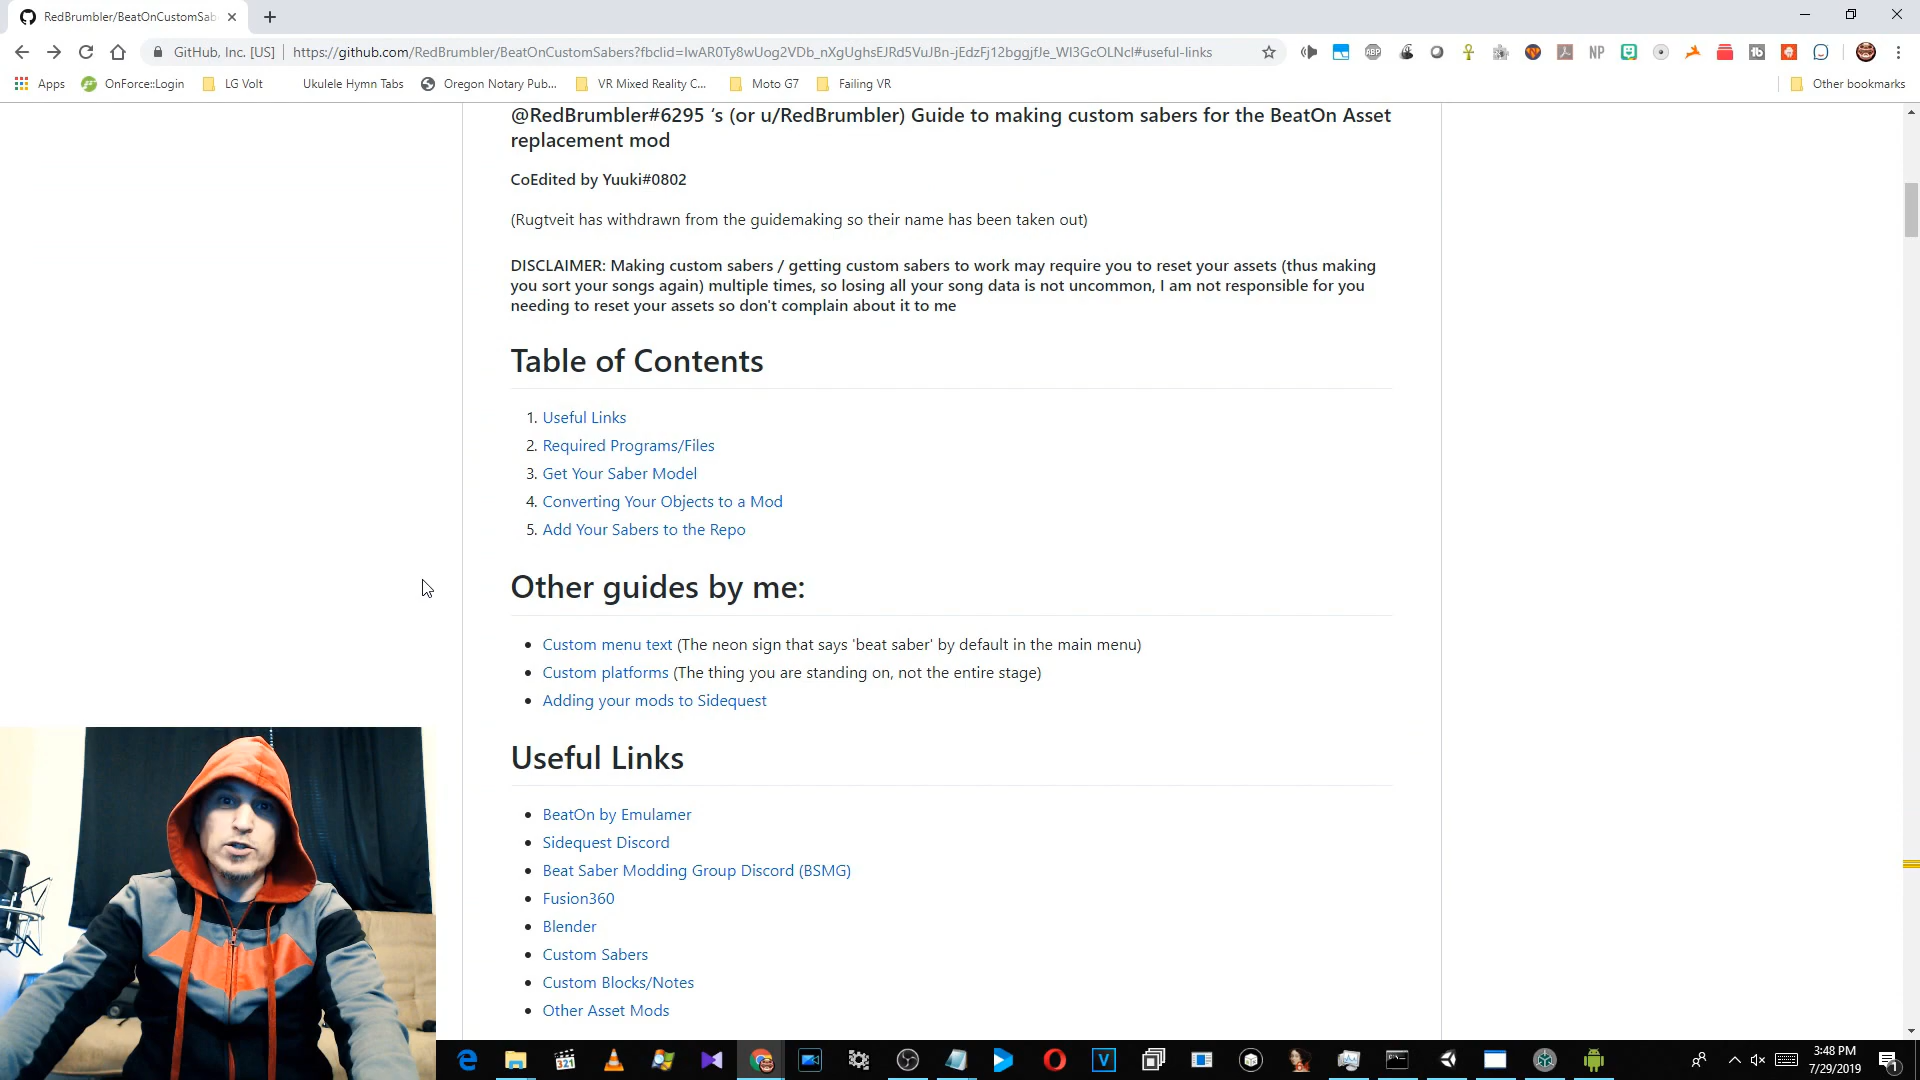 RedBrumbler/BeatOnCustomSab
GitHub, Inc. [US]
https://github.com/RedBrumbler/BeatOnCustomSabers?fbclid=IwAR0Ty8wUog2VDb_nXgUghsEJRd5VuJBn-jEdzFj12bggjfJe_WI3GcOLNcI#useful-links
Apps OnForce::Login LG Volt Ukulele Hymn Tabs Oregon Notary Pub... VR Mixed Reality C... Moto G7 Failing VR Other bookmarks
@RedBrumbler#6295 ‘s (or u/RedBrumbler) Guide to making custom sabers for the BeatOn Asset
replacement mod
CoEdited by Yuuki#0802
(Rugtveit has withdrawn from the guidemaking so their name has been taken out)
DISCLAIMER: Making custom sabers / getting custom sabers to work may require you to reset your assets (thus making
you sort your songs again) multiple times, so losing all your song data is not uncommon, I am not responsible for you
needing to reset your assets so don't complain about it to me
Table of Contents
1. Useful Links
2. Required Programs/Files
3. Get Your Saber Model
4. Converting Your Objects to a Mod
5. Add Your Sabers to the Repo
Other guides by me:
Custom menu text (The neon sign that says 'beat saber' by default in the main menu)
Custom platforms (The thing you are standing on, not the entire stage)
Adding your mods to Sidequest
Useful Links
BeatOn by Emulamer
Sidequest Discord
Beat Saber Modding Group Discord (BSMG)
Fusion360
Blender
Custom Sabers
Custom Blocks/Notes
Other Asset Mods
3:48 PM
7/29/2019